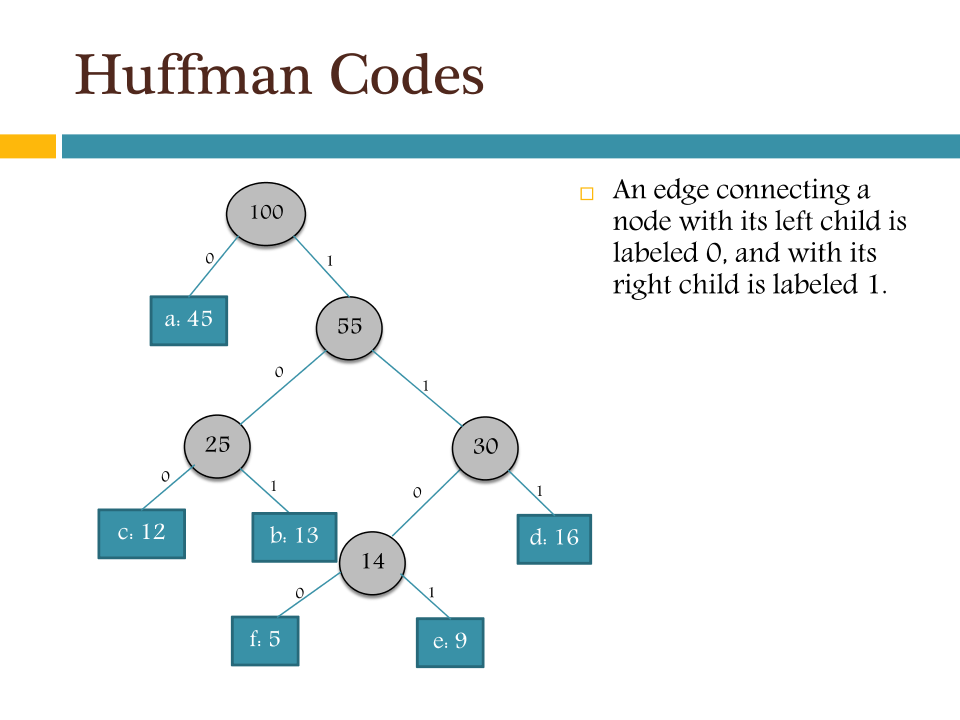 Huffman Codes
An edge connecting a
node with its left child is
labeled 0, and with its
right child is labeled 1.
100
0
1
a: 45
55
0
1
25
30
0
1
0
1
c: 12
b: 13
14
d: 16
0
1
f: 5
e: 9